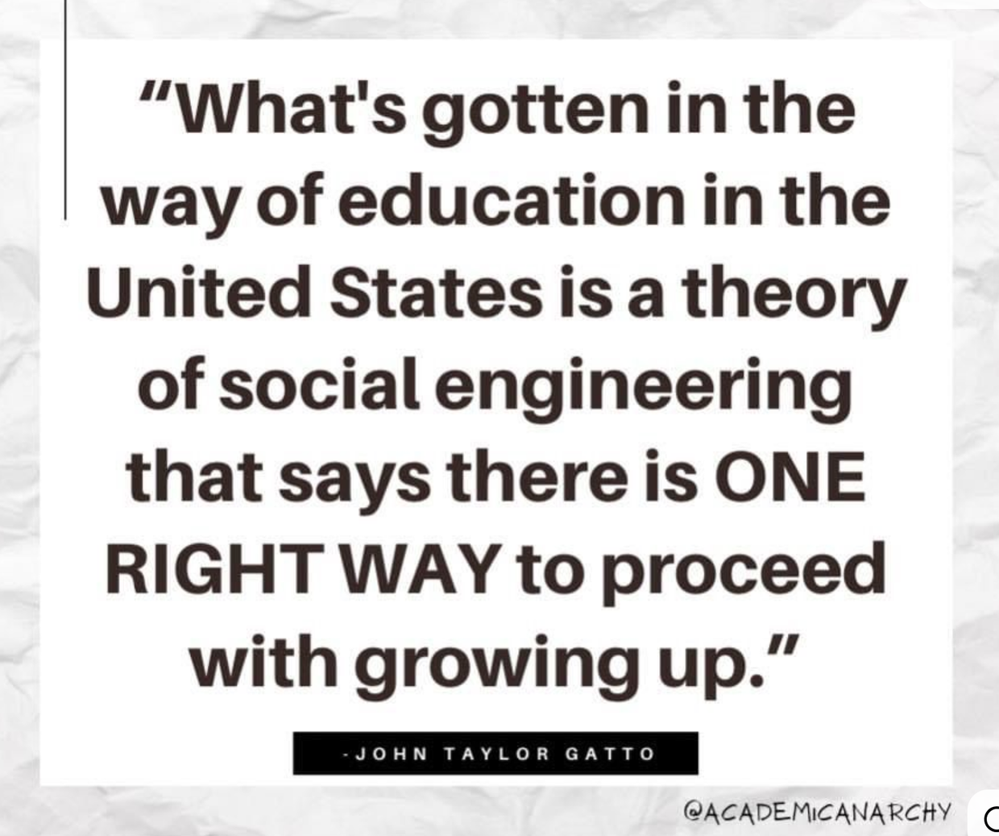 “What's gotten in the
way of education in the
United States is a theory
of social engineering
that says there is ONE
RIGHT WAY to proceed
with growing up.”
-JOHN TAYLOR GATTO
@ACADEMICANARCHY